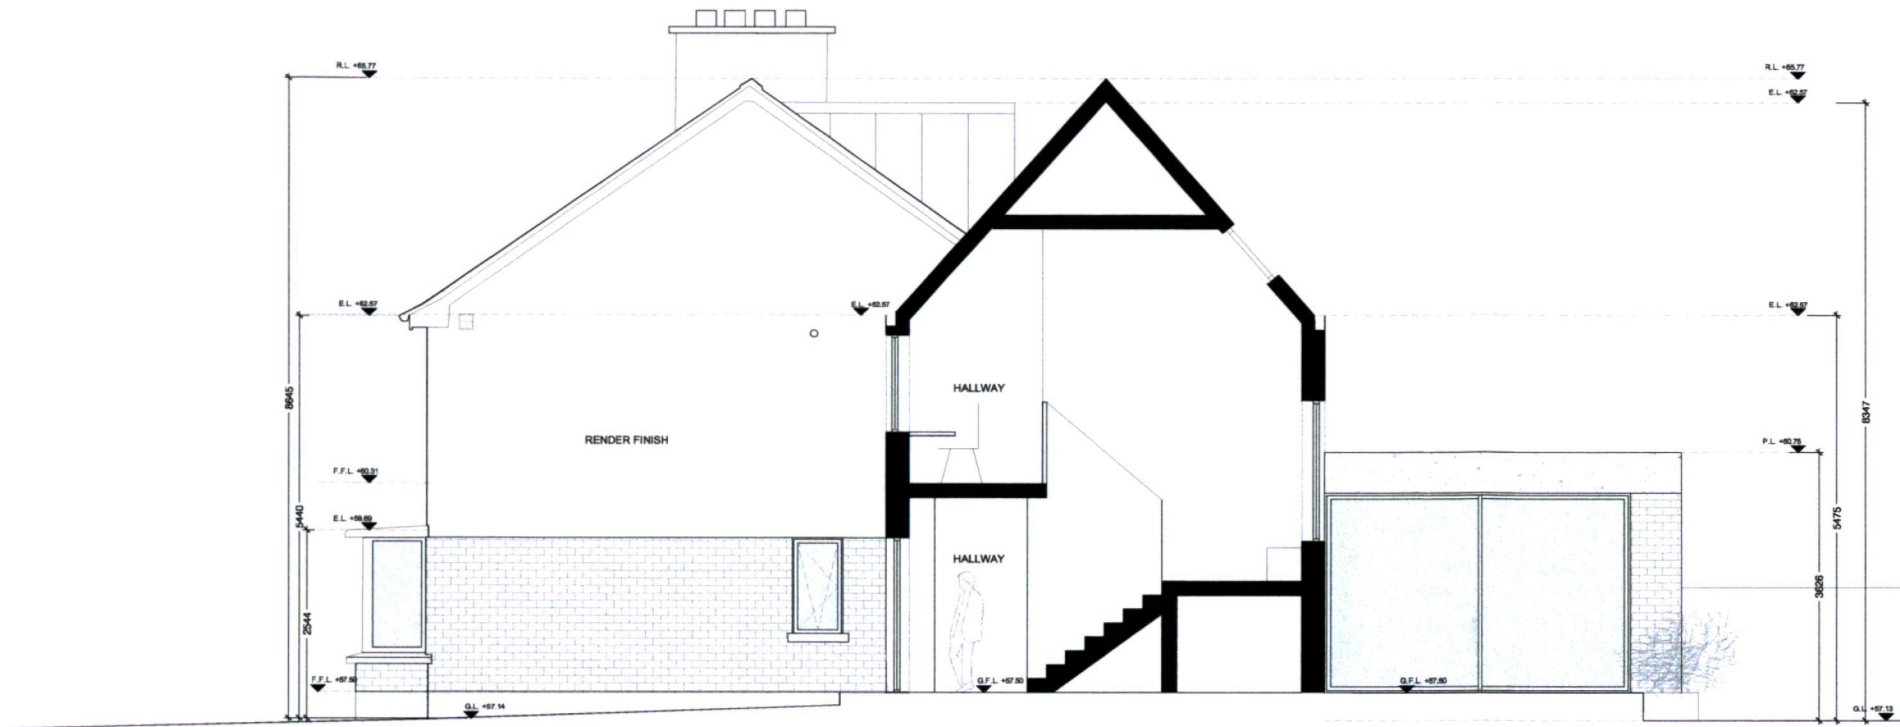 R.L. +65.77
R.L. +65.77
E.L. +62.57
E.L. +62.57
E.L. +62.57
E.L. +62.57
8645
HALLWAY
8347
RENDER FINISH
P.L. +60.75
F.F.L. +60.31
5440
5475
E.L. +59.69
HALLWAY
3626
2544
F.F.L. +57.50
G.F.L. +57.50
G.F.L. +57.50
G.L. +57.14
G.L. +57.13